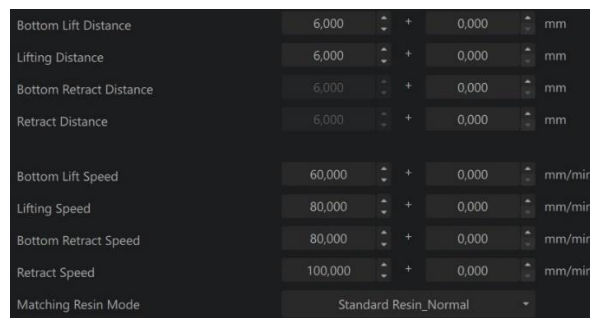 Bottom Lift Distance 6,000 + 0,000 mm
Lifting Distance 6,000 + 0,000 mm
Bottom Retract Distance 6,000 + 0,000 mm
Retract Distance 6,000 + 0,000 mm
Bottom Lift Speed 60,000 + 0,000 mm/min
Lifting Speed 80,000 + 0,000 mm/min
Bottom Retract Speed 80,000 + 0,000 mm/min
Retract Speed 100,000 + 0,000 mm/min
Matching Resin Mode Standard Resin_Normal